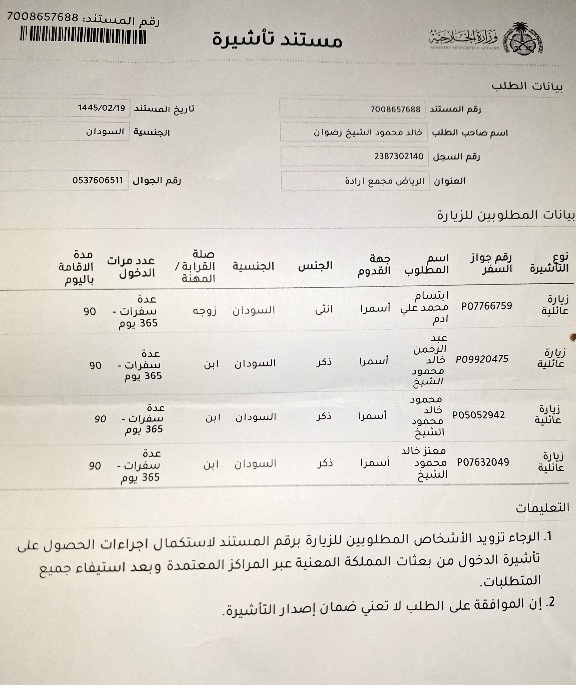 رقم المستند: 7008657688
وزارة الخارجية
MINISTRY OF FOREIGN AFFAIRS
مستند تأشيرة
بيانات الطلب
رقم المستند 7008657688 تاريخ المستند 1445/02/19
اسم صاحب الطلب خالد محمود الشيخ رضوان الجنسية السودان
رقم السجل 2387302140
العنوان الرياض مجمع ارادة رقم الجوال 0537606511
بيانات المطلوبين للزيارة
نوع التأشيرة رقم جواز السفر اسم المطلوب جهة القدوم الجنس الجنسية صلة القرابة / المهنة عدد مرات الدخول مدة الاقامة باليوم
زيارة عائلية P07766759 ابتسام محمد علي ادم أسمرا انثى السودان زوجه عدة سفرات - 365 يوم 90
زيارة عائلية P09920475 عبد الرحمن خالد محمود الشيخ أسمرا ذكر السودان ابن عدة سفرات - 365 يوم 90
زيارة عائلية P05052942 محمود خالد محمود الشيخ أسمرا ذكر السودان ابن عدة سفرات - 365 يوم 90
زيارة عائلية P07632049 معتز خالد محمود الشيخ أسمرا ذكر السودان ابن عدة سفرات - 365 يوم 90
التعليمات
1. الرجاء تزويد الأشخاص المطلوبين للزيارة برقم المستند لاستكمال اجراءات الحصول على
تأشيرة الدخول من بعثات المملكة المعنية عبر المراكز المعتمدة وبعد استيفاء جميع
المتطلبات.
2. إن الموافقة على الطلب لا تعني ضمان إصدار التأشيرة.